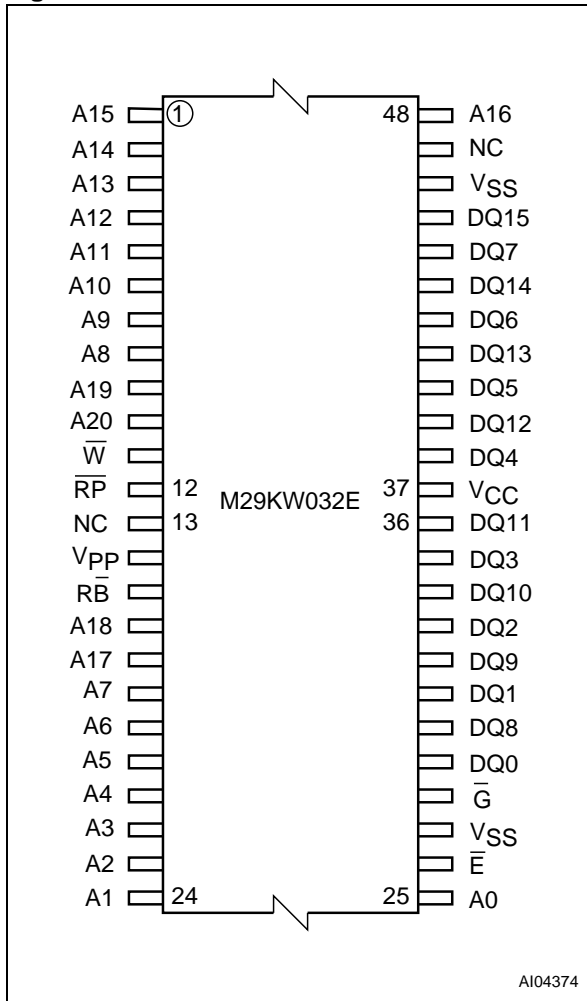 A15 ① 48 A16
A14 NC
A13 VSS
A12 DQ15
A11 DQ7
A10 DQ14
A9 DQ6
A8 DQ13
A19 DQ5
A20 DQ12
W̅ DQ4
R̅P̅ 12 37 VCC
M29KW032E
NC 13 36 DQ11
VPP DQ3
RB̅ DQ10
A18 DQ2
A17 DQ9
A7 DQ1
A6 DQ8
A5 DQ0
A4 G̅
A3 VSS
A2 E̅
A1 24 25 A0
AI04374